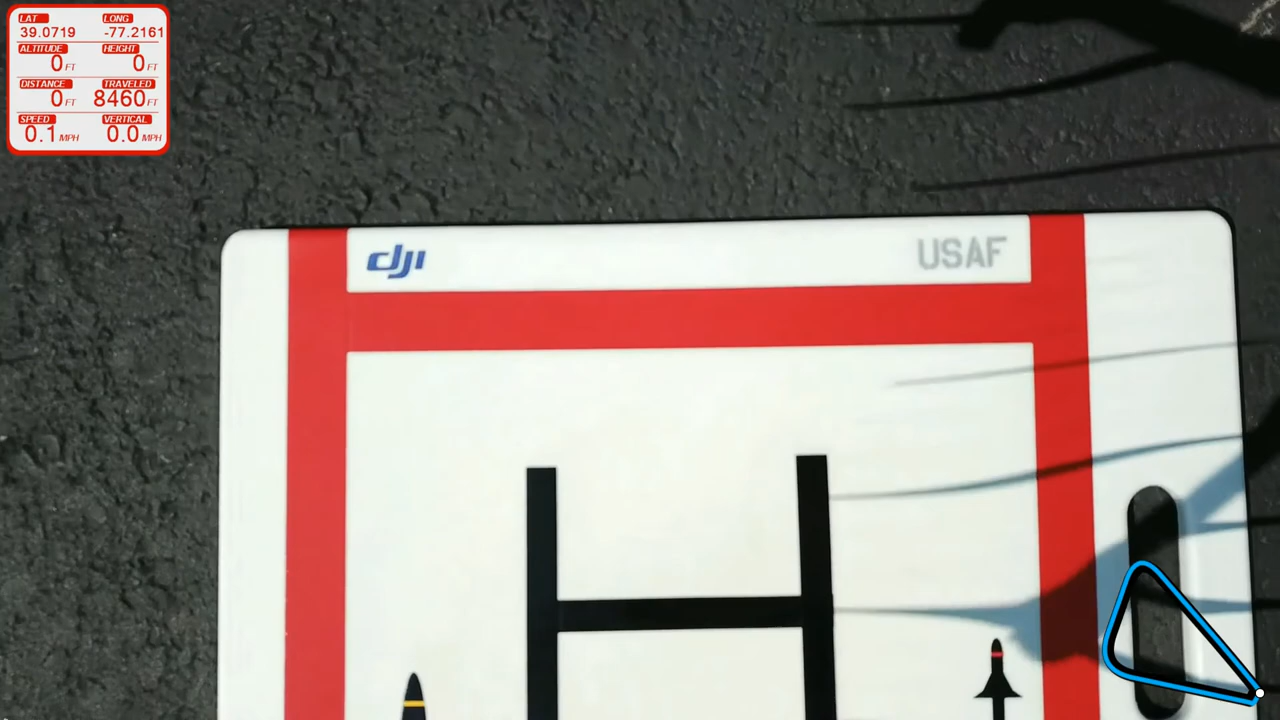 LAT LONG
39.0719 -77.2161
ALTITUDE HEIGHT
0 FT 0 FT
DISTANCE TRAVELED
0 FT 8460 FT
SPEED VERTICAL
0.1 MPH 0.0 MPH
dji USAF
H